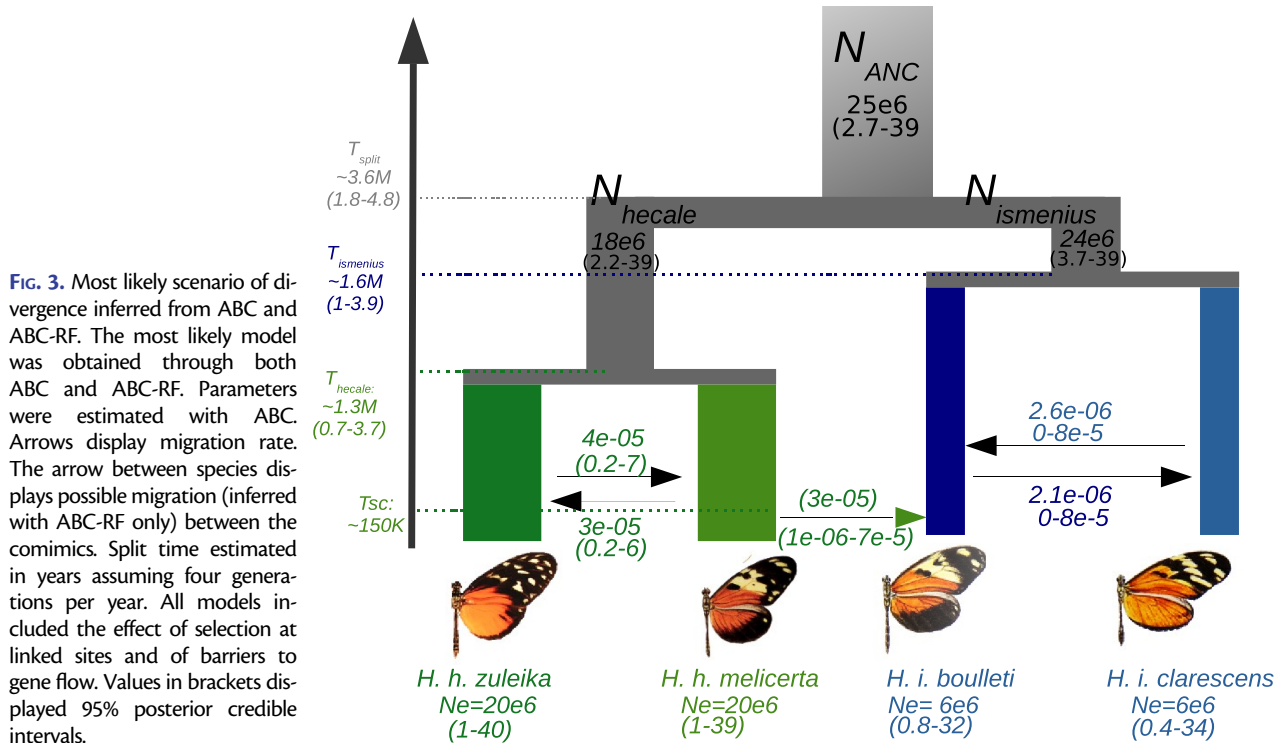 FIG. 3. Most likely scenario of di-
vergence inferred from ABC and
ABC-RF. The most likely model
was obtained through both
ABC and ABC-RF. Parameters
were estimated with ABC.
Arrows display migration rate.
The arrow between species dis-
plays possible migration (inferred
with ABC-RF only) between the
comimics. Split time estimated
in years assuming four genera-
tions per year. All models in-
cluded the effect of selection at
linked sites and of barriers to
gene flow. Values in brackets dis-
played 95% posterior credible
intervals.
N ANC
25e6
(2.7-39
T split
~3.6M
(1.8-4.8)
N hecale
18e6
(2.2-39)
N ismenius
24e6
(3.7-39)
T ismenius
~1.6M
(1-3.9)
T hecale:
~1.3M
(0.7-3.7)
Tsc:
~150K
4e-05
(0.2-7)
3e-05
(0.2-6)
(3e-05)
(1e-06-7e-5)
2.6e-06
0-8e-5
2.1e-06
0-8e-5
H. h. zuleika
Ne=20e6
(1-40)
H. h. melicerta
Ne=20e6
(1-39)
H. i. boulleti
Ne= 6e6
(0.8-32)
H. i. clarescens
Ne=6e6
(0.4-34)